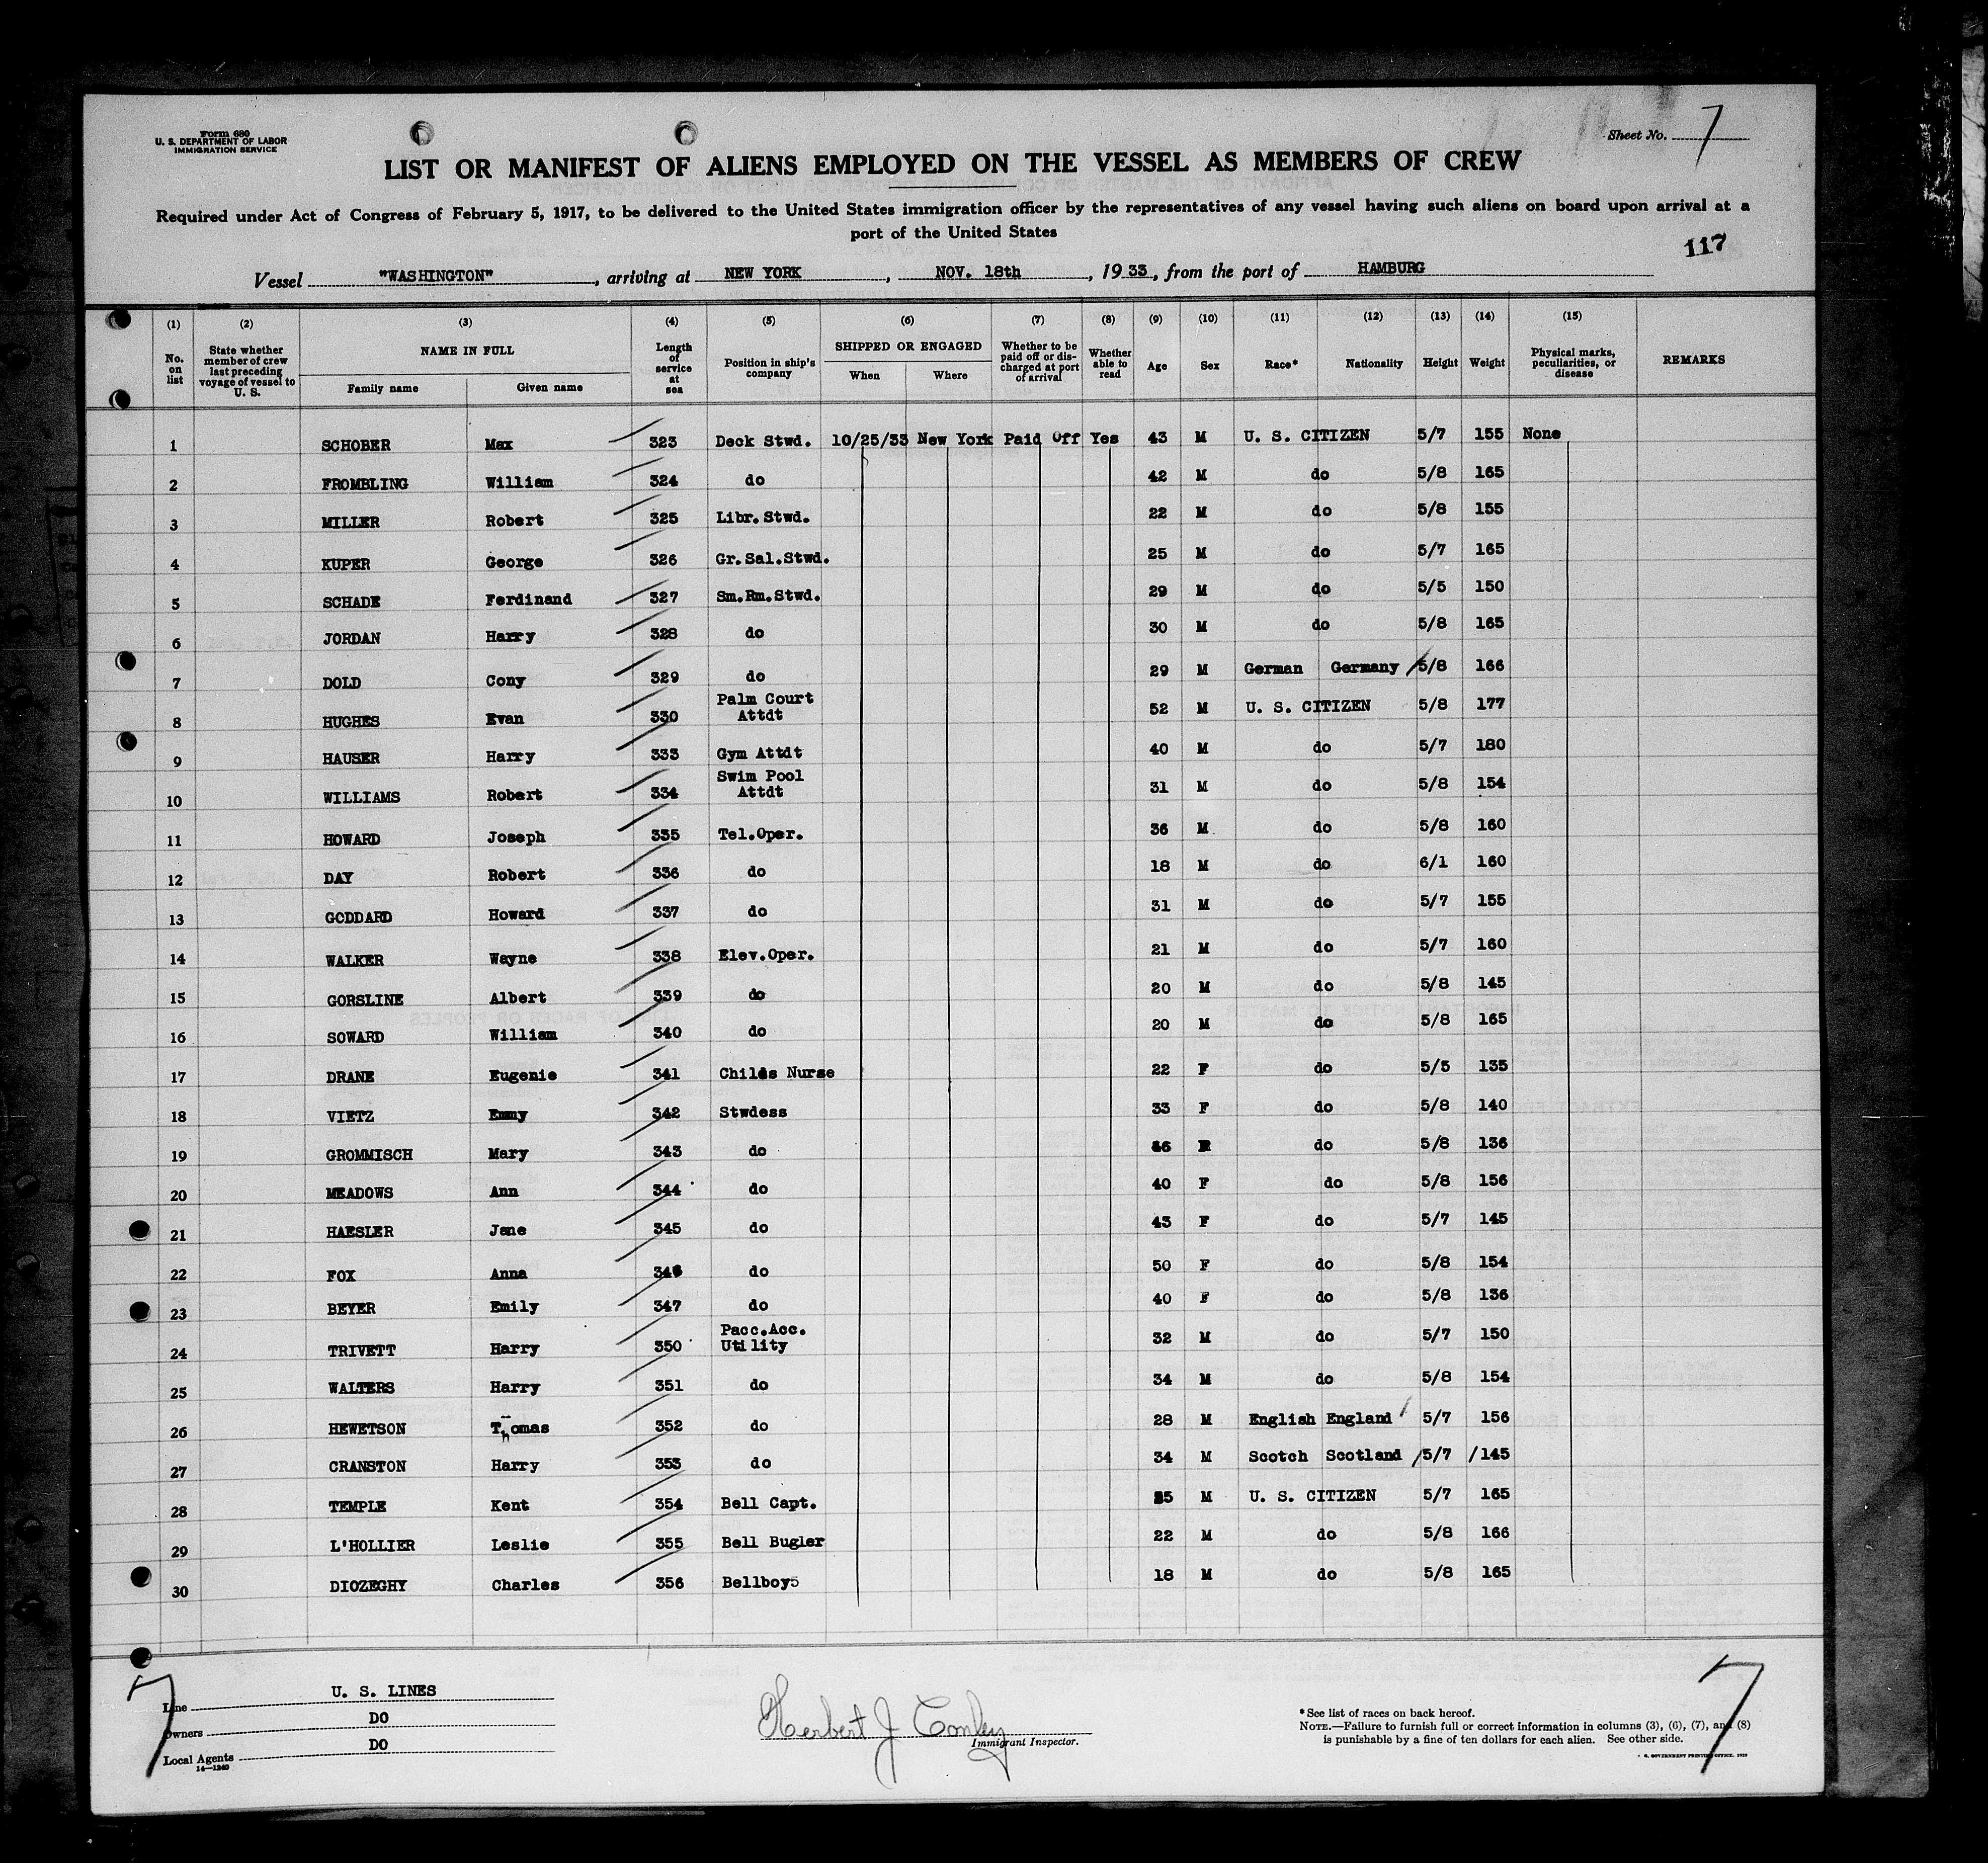 Form 680
U. S. DEPARTMENT OF LABOR
IMMIGRATION SERVICE
Sheet No. 7
LIST OR MANIFEST OF ALIENS EMPLOYED ON THE VESSEL AS MEMBERS OF CREW
Required under Act of Congress of February 5, 1917, to be delivered to the United States immigration officer by the representatives of any vessel having such aliens on board upon arrival at a
port of the United States
117
Vessel "WASHINGTON", arriving at NEW YORK, NOV. 18th, 1933, from the port of HAMBURG
(1) (2) (3) (4) (5) (6) (7) (8) (9) (10) (11) (12) (13) (14) (15)
No. on list State whether member of crew last preceding voyage of vessel to U. S. NAME IN FULL Family name Given name Length of service at sea Position in ship's company SHIPPED OR ENGAGED When Where Whether to be paid off or discharged at port of arrival Whether able to read Age Sex Race* Nationality Height Weight Physical marks, peculiarities, or disease REMARKS
1 SCHOBER Max 323 Deck Stwd. 10/25/33 New York Paid Off Yes 43 M U. S. CITIZEN 5/7 155 None
2 FROMBLING William 324 do 42 M do 5/8 165
3 MILLER Robert 325 Libr.Stwd. 22 M do 5/8 155
4 KUPER George 326 Gr.Sal.Stwd. 25 M do 5/7 165
5 SCHADE Ferdinand 327 Sm.Rm.Stwd. 29 M do 5/5 150
6 JORDAN Harry 328 do 30 M do 5/8 165
7 DOLD Cony 329 do 29 M German Germany 5/8 166
8 HUGHES Evan 330 Palm Court Attdt 52 M U. S. CITIZEN 5/8 177
9 HAUSER Harry 333 Gym Attdt 40 M do 5/7 180
10 WILLIAMS Robert 334 Swim Pool Attdt 31 M do 5/8 154
11 HOWARD Joseph 335 Tel.Oper. 36 M do 5/8 160
12 DAY Robert 336 do 18 M do 6/1 160
13 GODDARD Howard 337 do 31 M do 5/7 155
14 WALKER Wayne 338 Elev.Oper. 21 M do 5/7 160
15 GORSLINE Albert 339 do 20 M do 5/8 145
16 SOWARD William 340 do 20 M do 5/8 165
17 DRANE Eugenie 341 Childs Nurse 22 F do 5/5 135
18 VIETZ Emmy 342 Stwdess 33 F do 5/8 140
19 GROMMISCH Mary 343 do do 5/8 136
20 MEADOWS Ann 344 do 40 F do 5/8 156
21 HAESLER Jane 345 do 43 F do 5/7 145
22 FOX Anna 346 do 50 F do 5/8 154
23 BEYER Emily 347 do 40 F do 5/8 136
24 TRIVETT Harry 350 Pacc.Acc. Utility 32 M do 5/7 150
25 WALTERS Harry 351 do 34 M do 5/8 154
26 HEWETSON Thomas 352 do 28 M English England 5/7 156
27 CRANSTON Harry 353 do 34 M Scotch Scotland 5/7 145
28 TEMPLE Kent 354 Bell Capt. M U. S. CITIZEN 5/7 165
29 L'HOLLIER Leslie 355 Bell Bugler 22 M do 5/8 166
30 DIOZEGHY Charles 356 Bellboys 18 M do 5/8 165
7
Line U. S. LINES
Owners DO
Local Agents DO
14—1240
Herbert J Conley
Immigrant Inspector.
* See list of races on back hereof.
NOTE.—Failure to furnish full or correct information in columns (3), (6), (7), and (8)
is punishable by a fine of ten dollars for each alien. See other side.
7